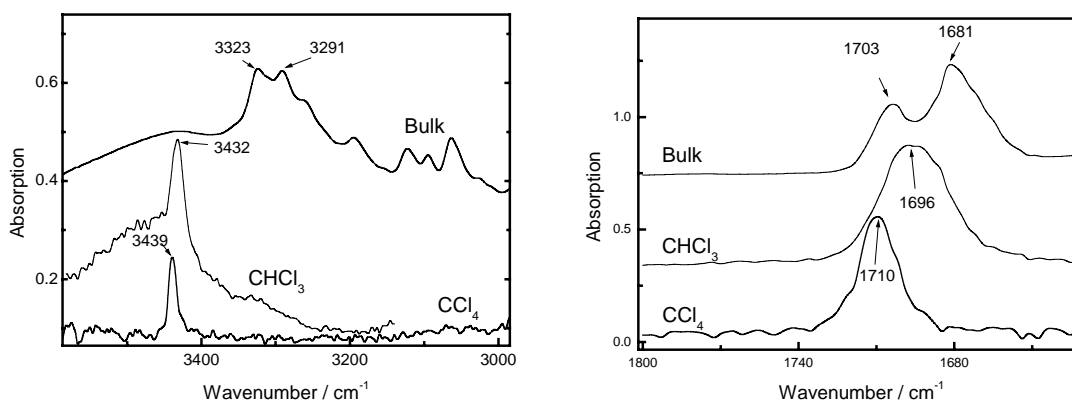 3323
3291
0.6
Bulk
3432
0.4
3439
0.2
CHCl₃
CCl₄
3400
3200
3000
Absorption
Wavenumber / cm⁻¹
1681
1703
1.0
Bulk
1696
0.5
CHCl₃
1710
CCl₄
0.0
1800
1740
1680
Absorption
Wavenumber / cm⁻¹